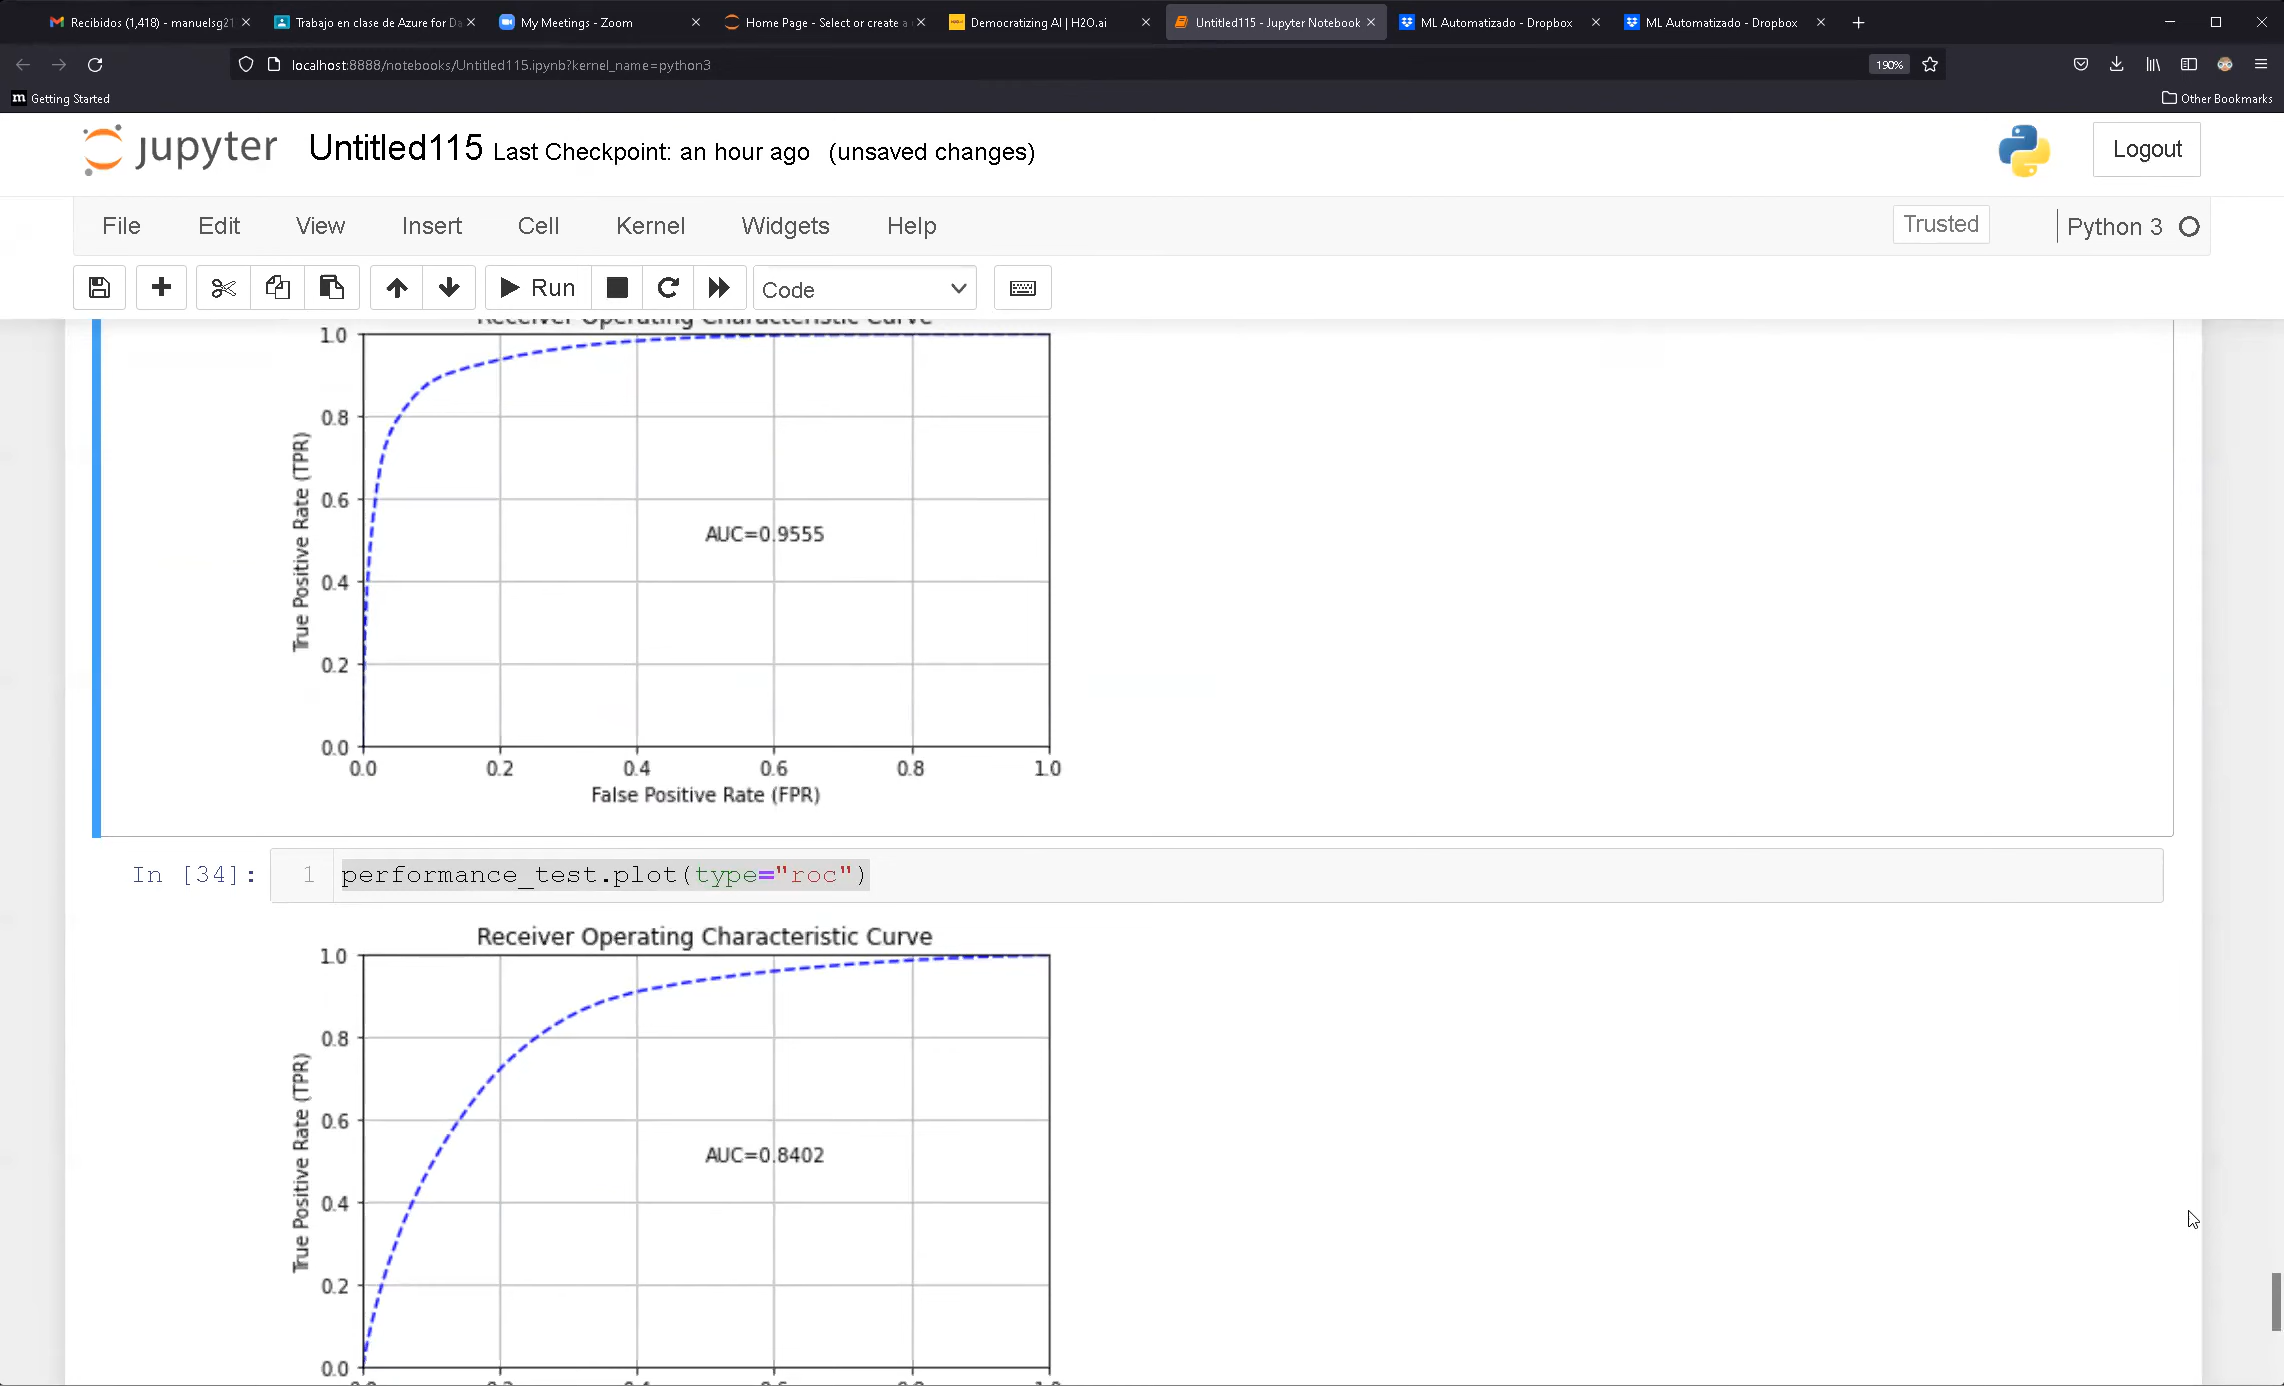 Recibidos (1,418) - manuelsg21
Trabajo en clase de Azure for Da
My Meetings - Zoom
Home Page - Select or create a
Democratizing AI | H2O.ai
Untitled115 - Jupyter Notebook
ML Automatizado - Dropbox
ML Automatizado - Dropbox
localhost:8888/notebooks/Untitled115.ipynb?kernel_name=python3
190%
m Getting Started
Other Bookmarks
jupyter Untitled115 Last Checkpoint: an hour ago (unsaved changes)
Logout
File Edit View Insert Cell Kernel Widgets Help
Trusted
Python 3
Run
Code
Receiver Operating Characteristic Curve
1.0
0.8
0.6
0.4
0.2
0.0
True Positive Rate (TPR)
AUC=0.9555
0.0 0.2 0.4 0.6 0.8 1.0
False Positive Rate (FPR)
In [34]:
1 performance_test.plot(type="roc")
Receiver Operating Characteristic Curve
1.0
0.8
0.6
0.4
0.2
0.0
True Positive Rate (TPR)
AUC=0.8402